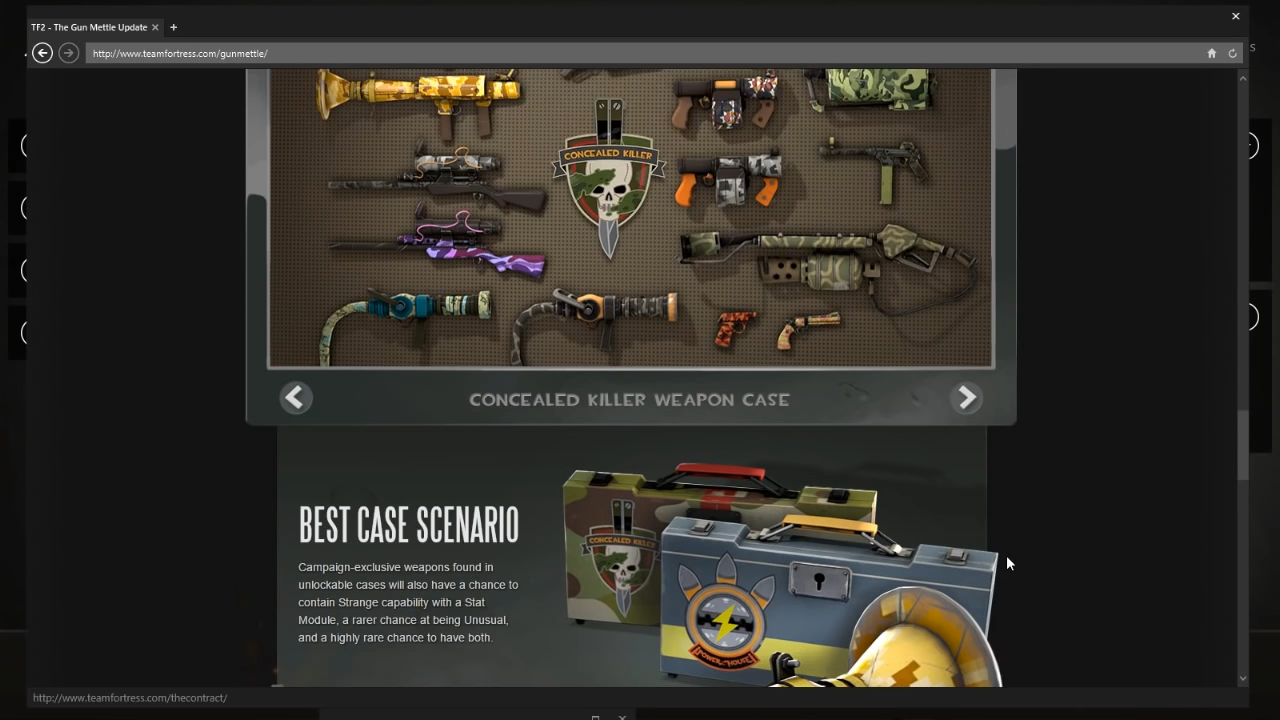 TF2 - The Gun Mettle Update
http://www.teamfortress.com/gunmettle/
CONCEALED KILLER
CONCEALED KILLER WEAPON CASE
BEST CASE SCENARIO
Campaign-exclusive weapons found in
unlockable cases will also have a chance to
contain Strange capability with a Stat
Module, a rarer chance at being Unusual,
and a highly rare chance to have both.
CONCEALED KILLER
POWERHOUSE
http://www.teamfortress.com/thecontract/